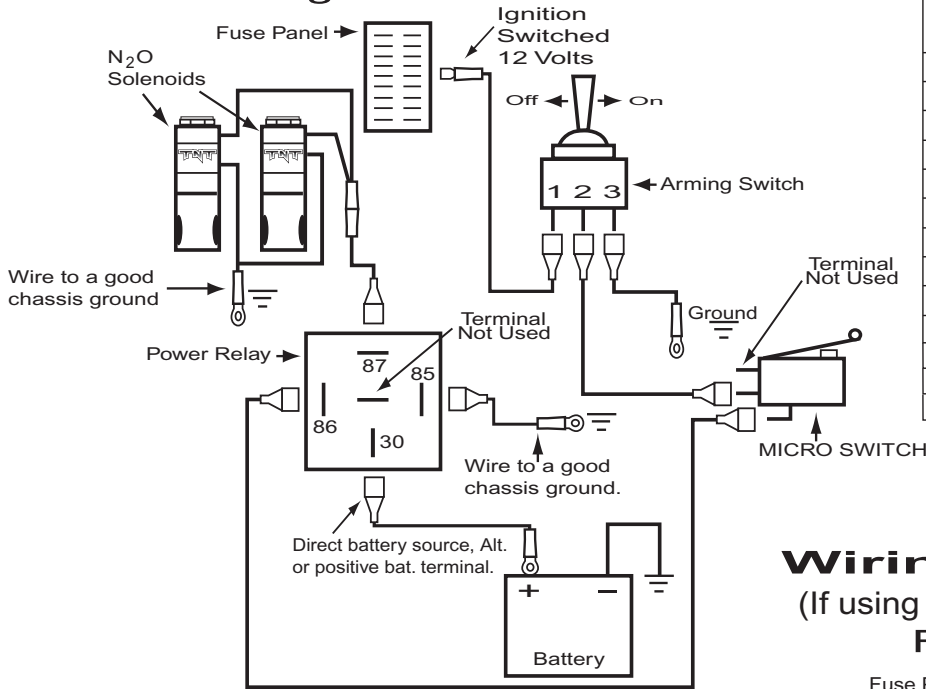 Ignition
Switched
12 Volts
Fuse Panel
N2O
Solenoids
Off
On
TNT
TNT
1 2 3
Arming Switch
Wire to a good
chassis ground
Terminal
Not Used
Ground
Terminal
Not Used
Power Relay
87
85
86
30
MICRO SWITCH
Wire to a good
chassis ground.
Direct battery source, Alt.
or positive bat. terminal.
+ –
Battery
(If using